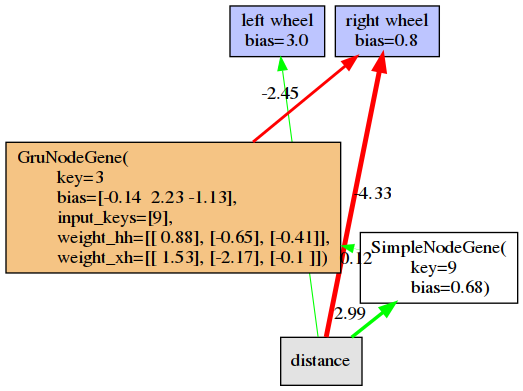 left wheel
bias=3.0
right wheel
bias=0.8
-2.45
GruNodeGene(
key=3
bias=[-0.14  2.23 -1.13],
input_keys=[9],
weight_hh=[[ 0.88], [-0.65], [-0.41]],
weight_xh=[[ 1.53], [-2.17], [-0.1 ]])
-4.33
0.12
SimpleNodeGene(
key=9
bias=0.68)
2.99
distance